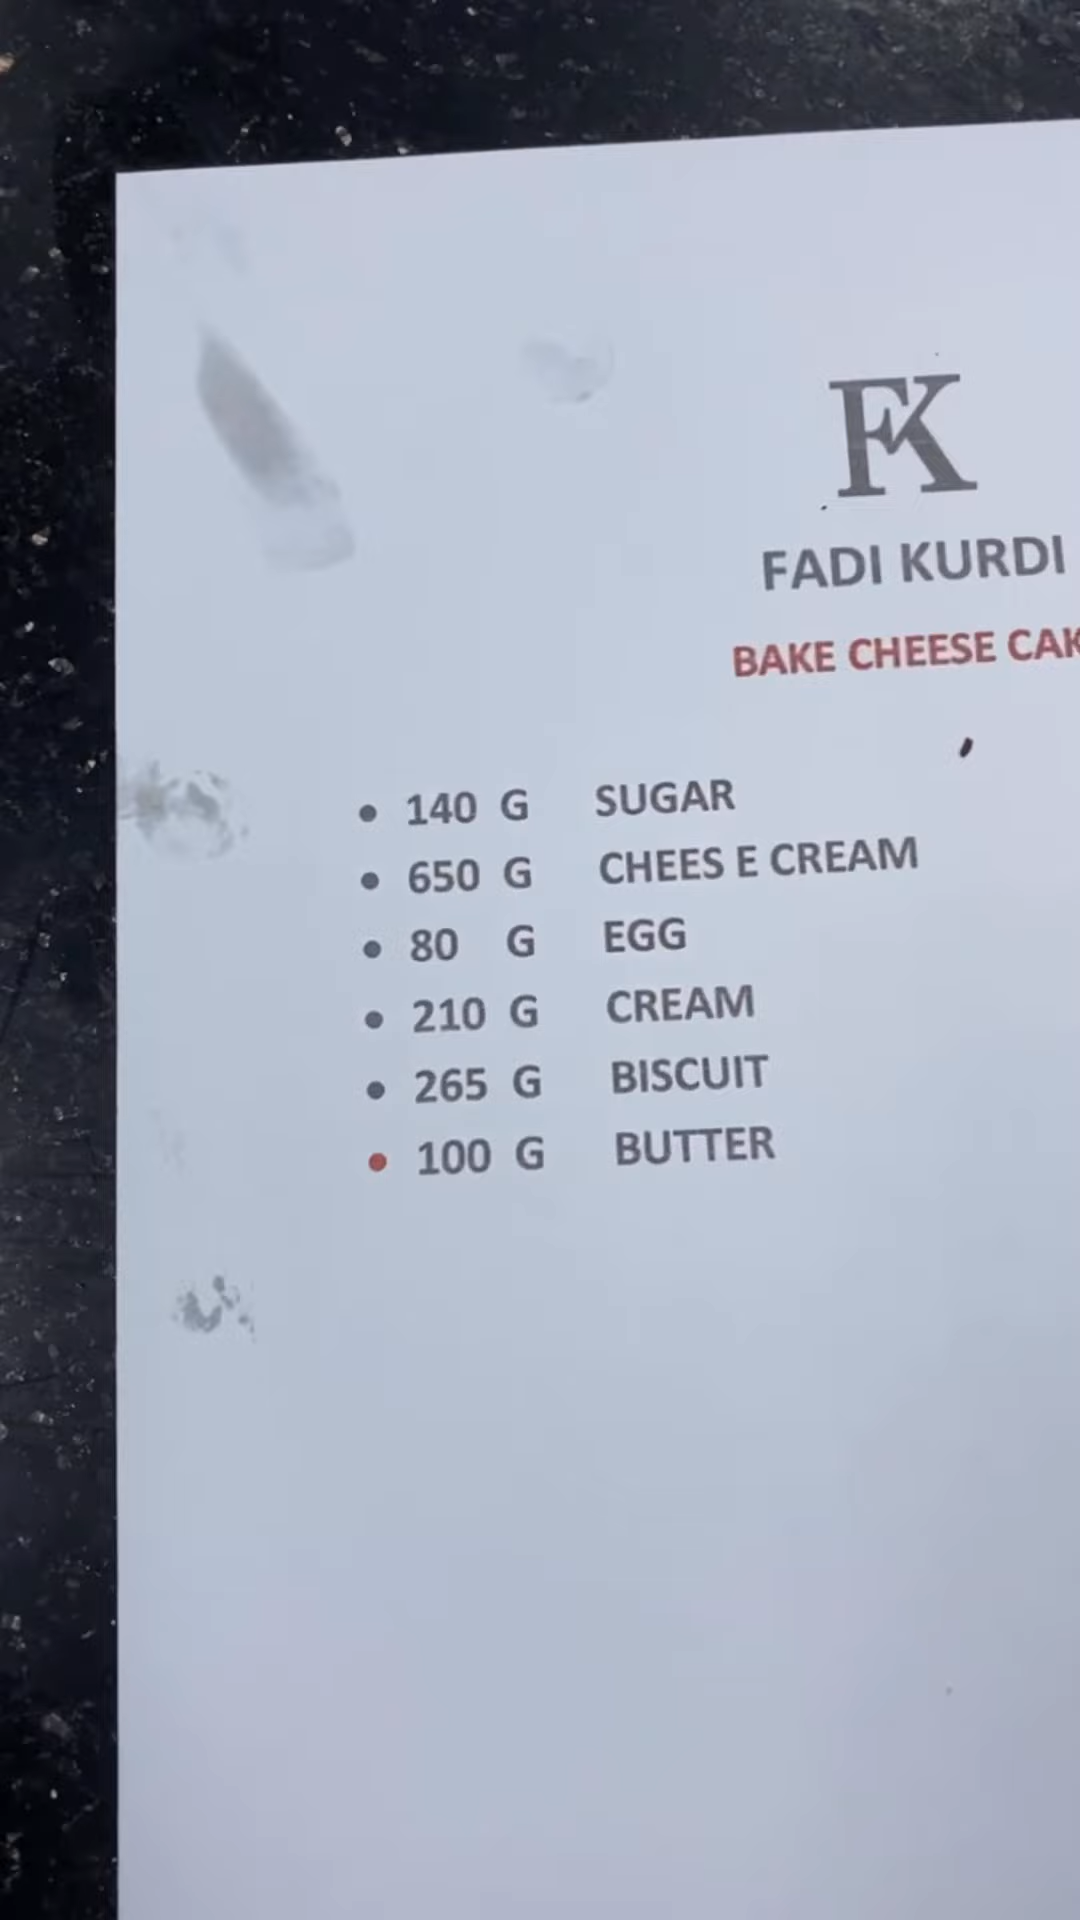 FK
FADI KURDI
BAKE CHEESE CAK
• 140 G SUGAR
• 650 G CHEES E CREAM
• 80 G EGG
• 210 G CREAM
• 265 G BISCUIT
• 100 G BUTTER